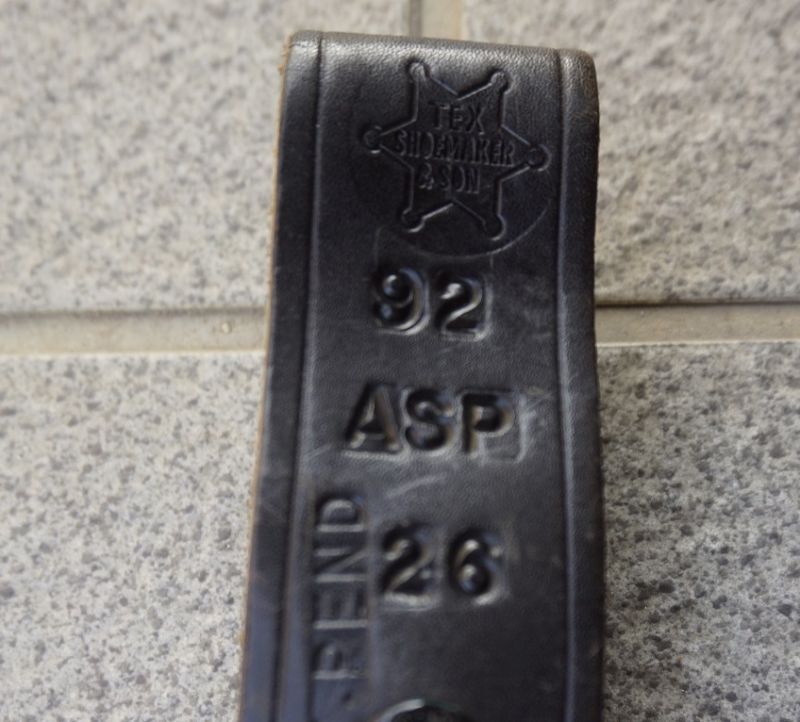 TEX
SHOEMAKER
& SON
92
ASP
26
PEND.